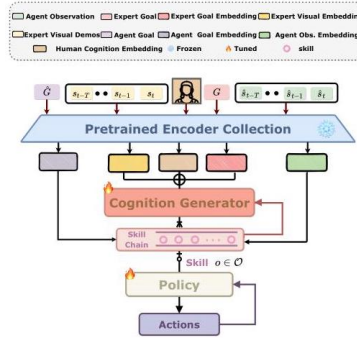 Agent Observation Expert Goal Expert Goal Embedding Expert Visual Embedding
Expert Visual Demos Agent Goal Agent Goal Embedding Agent Obs. Embedding
Human Cognition Embedding Frozen Tuned skill
Ĝ s_{t-T} •• s_{t-1} s_t G ŝ_{t-T} •• ŝ_{t-1} ŝ_t
Pretrained Encoder Collection
Cognition Generator
Skill
Chain
Skill o ∈ 𝒪
Policy
Actions